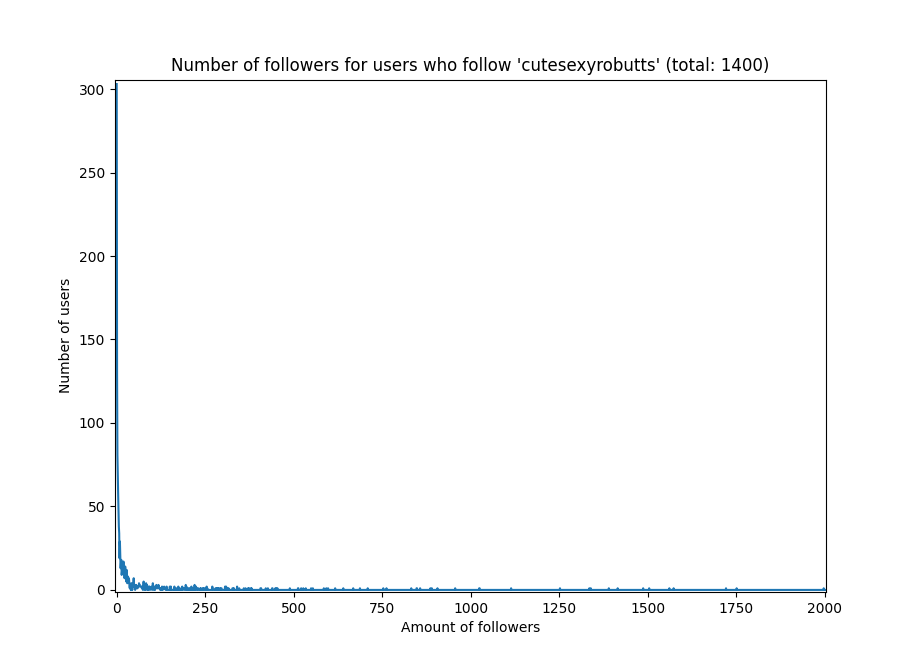 Number of followers for users who follow 'cutesexyrobutts' (total: 1400)
300
250
200
150
100
50
0
Number of users
0 250 500 750 1000 1250 1500 1750 2000
Amount of followers